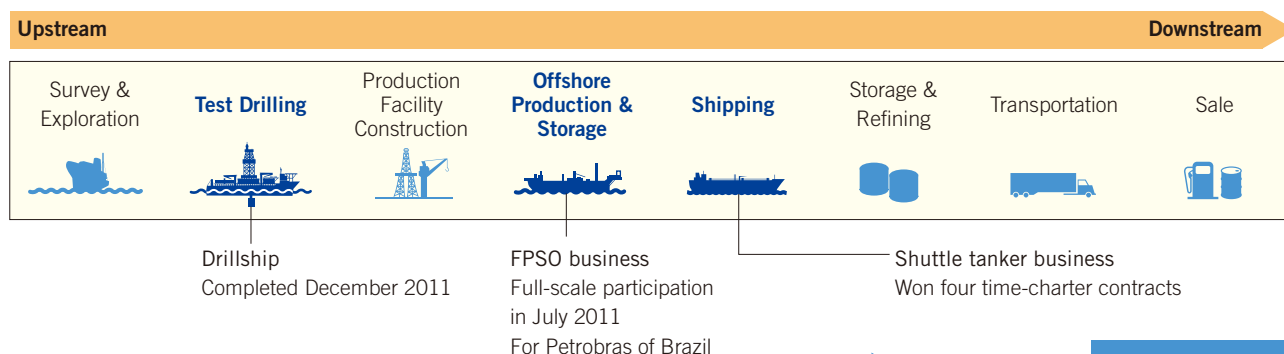 Upstream
Downstream
Survey &
Exploration
Test Drilling
Production
Facility
Construction
Offshore
Production &
Storage
Shipping
Storage &
Refining
Transportation
Sale
Drillship
Completed December 2011
FPSO business
Full-scale participation
in July 2011
For Petrobras of Brazil
Shuttle tanker business
Won four time-charter contracts